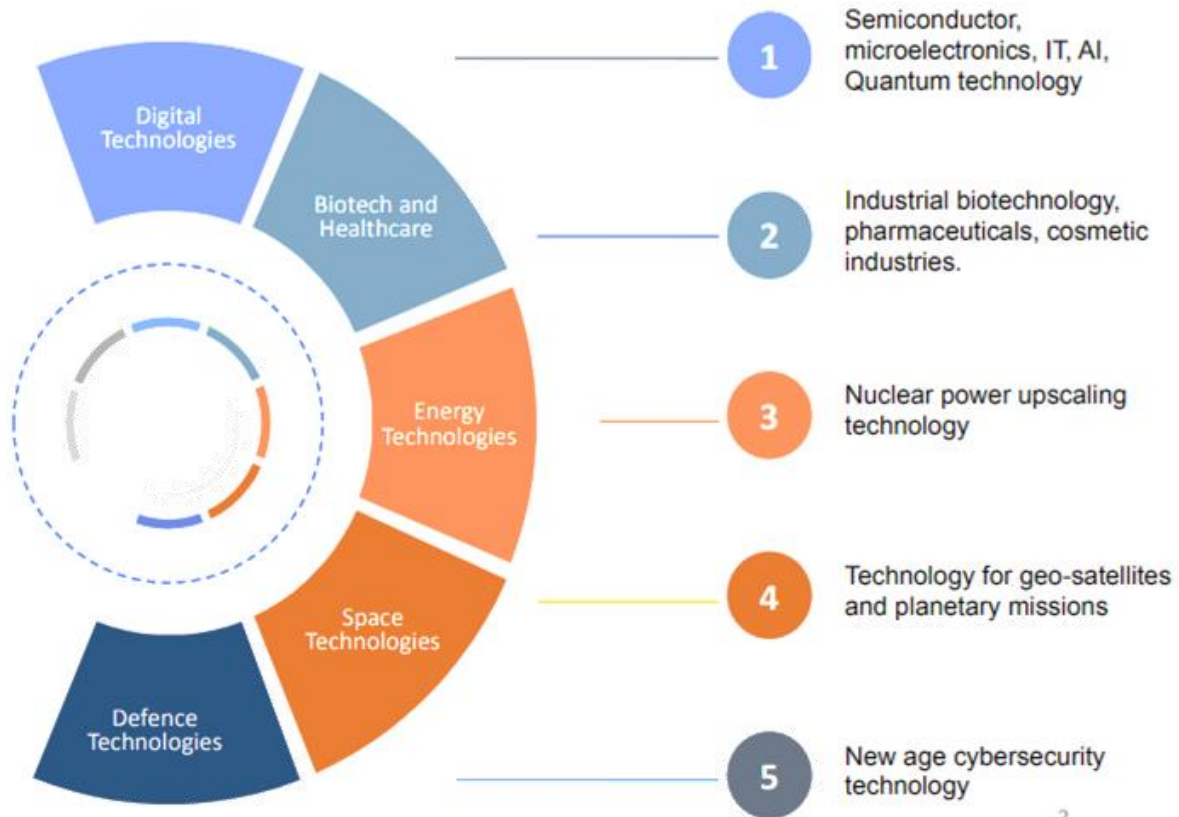 Digital
Technologies
1
Semiconductor,
microelectronics, IT, AI,
Quantum technology
Biotech and
Healthcare
2
Industrial biotechnology,
pharmaceuticals, cosmetic
industries.
Energy
Technologies
3
Nuclear power upscaling
technology
Space
Technologies
4
Technology for geo-satellites
and planetary missions
Defence
Technologies
5
New age cybersecurity
technology